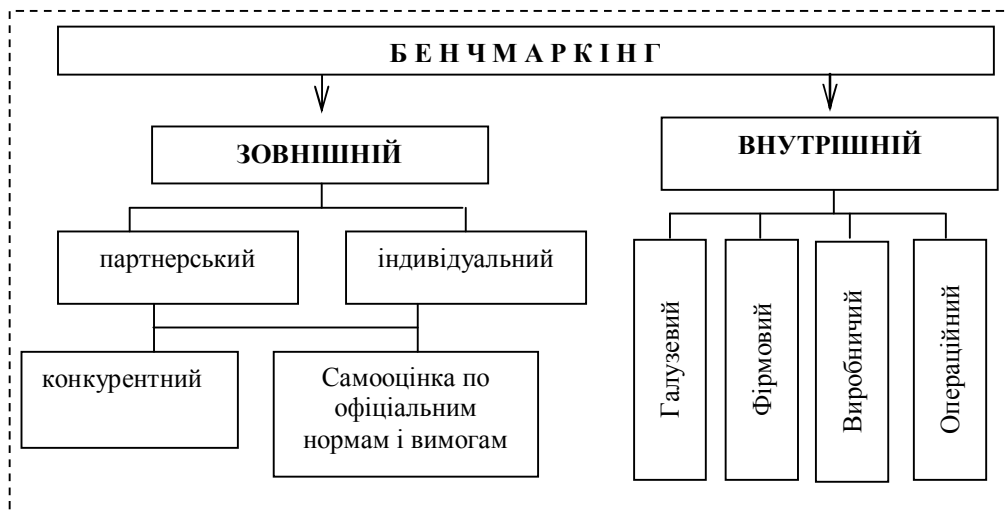 Б Е Н Ч М А Р К І Н Г
ЗОВНІШНІЙ
ВНУТРІШНІЙ
партнерський
індивідуальний
конкурентний
Самооцінка по
офіціальним
нормам і вимогам
Галузевий
Фірмовий
Виробничий
Операційний